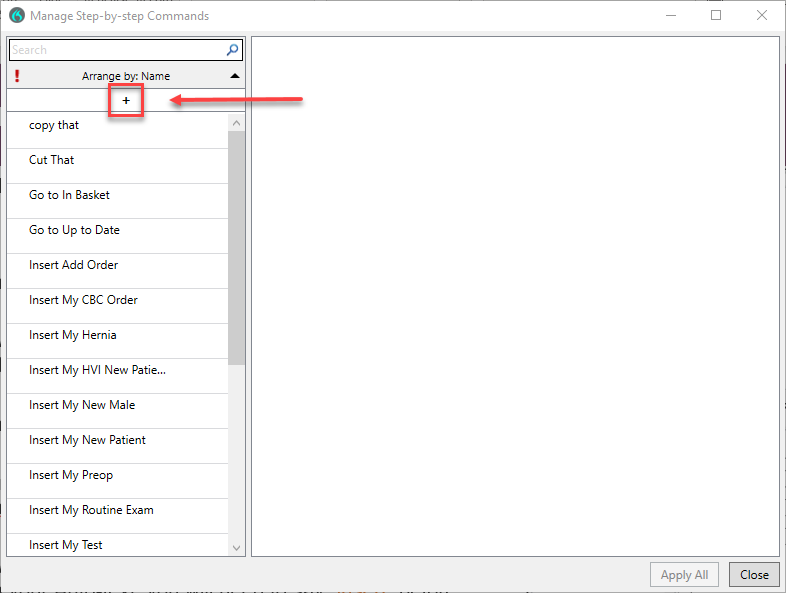 Manage Step-by-step Commands
Search
! Arrange by: Name
+
copy that
Cut That
Go to In Basket
Go to Up to Date
Insert Add Order
Insert My CBC Order
Insert My Hernia
Insert My HVI New Patie...
Insert My New Male
Insert My New Patient
Insert My Preop
Insert My Routine Exam
Insert My Test
Apply All Close